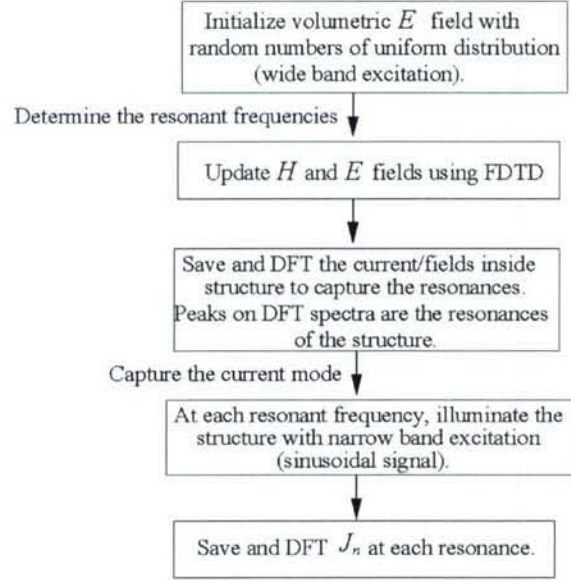 Initialize volumetric E field with
random numbers of uniform distribution
(wide band excitation).
Determine the resonant frequencies
Update H and E fields using FDTD
Save and DFT the current/fields inside
structure to capture the resonances.
Peaks on DFT spectra are the resonances
of the structure.
Capture the current mode
At each resonant frequency, illuminate the
structure with narrow band excitation
(sinusoidal signal).
Save and DFT Jₙ at each resonance.